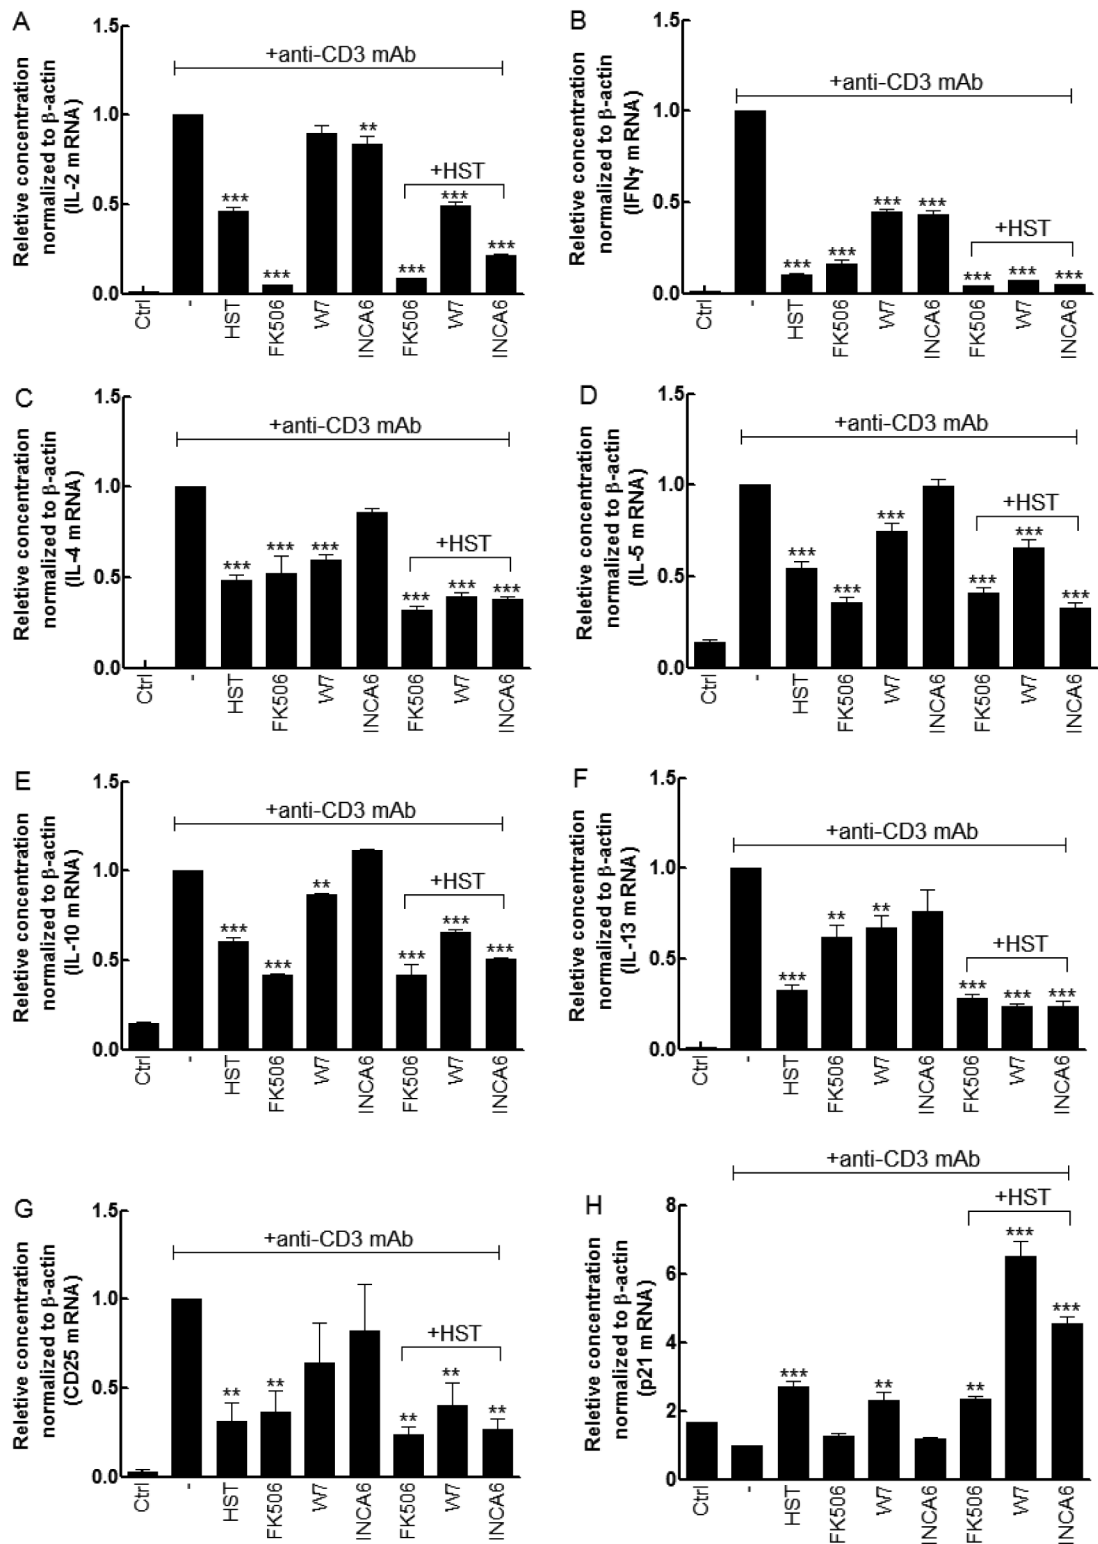 A
Reletive concentration
normalized to β-actin
(IL-2 mRNA)
1.5
1.0
0.5
0.0
+anti-CD3 mAb
+HST
***
***
**
***
***
***
Ctrl
-
HST
FK506
W7
INCA6
FK506
W7
INCA6
B
Reletive concentration
normalized to β-actin
(IFNγ mRNA)
1.5
1.0
0.5
0.0
+anti-CD3 mAb
+HST
***
***
***
***
***
***
***
Ctrl
-
HST
FK506
W7
INCA6
FK506
W7
INCA6
C
Relative concentration
normalized to β-actin
(IL-4 mRNA)
1.5
1.0
0.5
0.0
+anti-CD3 mAb
+HST
***
***
***
***
***
***
Ctrl
-
HST
FK506
W7
INCA6
FK506
W7
INCA6
D
Relative concentration
normalized to β-actin
(IL-5 mRNA)
1.5
1.0
0.5
0.0
+anti-CD3 mAb
+HST
***
***
***
***
***
***
Ctrl
-
HST
FK506
W7
INCA6
FK506
W7
INCA6
E
Relative concentration
normalized to β-actin
(IL-10 mRNA)
1.5
1.0
0.5
0.0
+anti-CD3 mAb
+HST
***
***
**
***
***
***
Ctrl
-
HST
FK506
W7
INCA6
FK506
W7
INCA6
F
Relative concentration
normalized to β-actin
(IL-13 mRNA)
1.5
1.0
0.5
0.0
+anti-CD3 mAb
+HST
***
**
**
***
***
***
Ctrl
-
HST
FK506
W7
INCA6
FK506
W7
INCA6
G
Reletive concentration
normalized to β-actin
(CD25 mRNA)
1.5
1.0
0.5
0.0
+anti-CD3 mAb
+HST
**
**
**
**
**
Ctrl
-
HST
FK506
W7
INCA6
FK506
W7
INCA6
H
Relative concentration
normalized to β-actin
(p21 mRNA)
8
6
4
2
0
+anti-CD3 mAb
+HST
***
**
**
***
***
Ctrl
-
HST
FK506
W7
INCA6
FK506
W7
INCA6